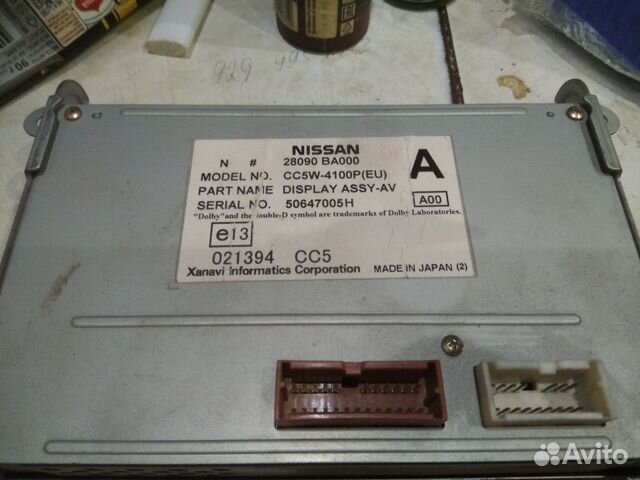 90 г
929
NISSAN
N # 28090 BA000
MODEL NO. CC5W-4100P(EU)
PART NAME DISPLAY ASSY-AV
SERIAL NO. 50647005H
A
A00
"Dolby"and the double-D symbol are trademarks of Dolby Laboratories.
e13
021394 CC5
Xanavi Informatics Corporation MADE IN JAPAN (2)
Avito